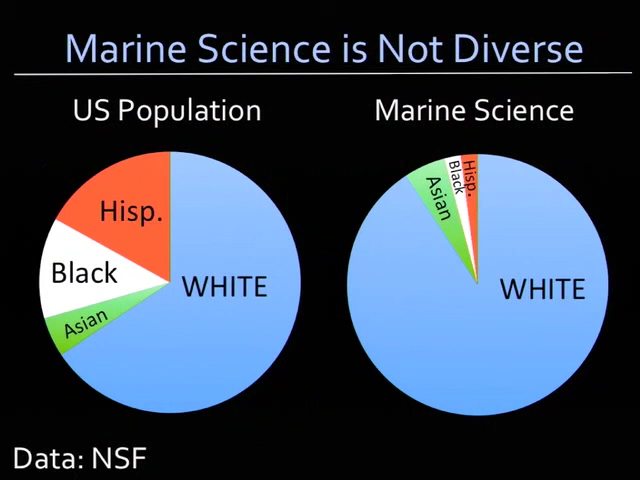 Marine Science is Not Diverse
US Population
Marine Science
Hisp.
Black
Asian
WHITE
Asian
Black
Hisp.
WHITE
Data: NSF